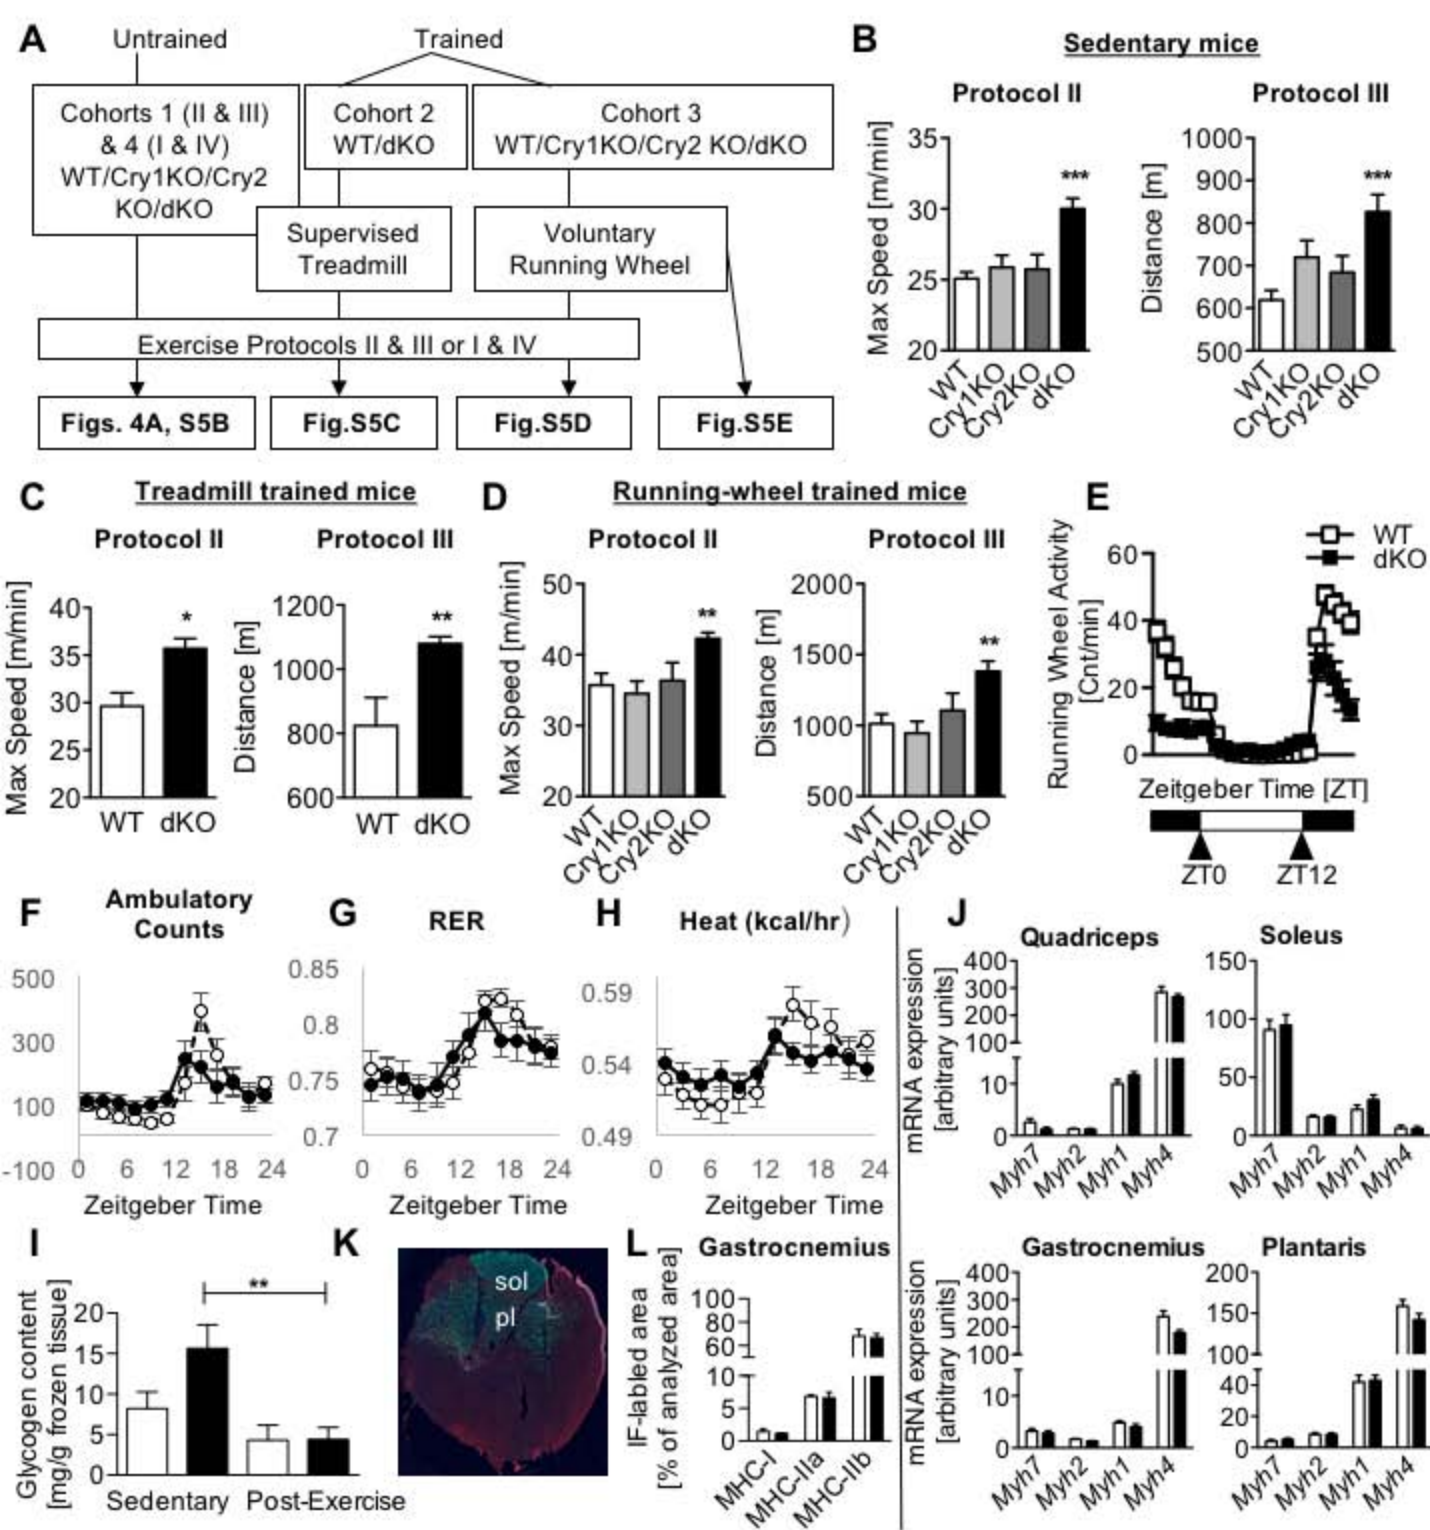 A
Untrained
Trained
Cohorts 1 (II & III)
& 4 (I & IV)
WT/Cry1KO/Cry2
KO/dKO
Cohort 2
WT/dKO
Cohort 3
WT/Cry1KO/Cry2 KO/dKO
Supervised
Treadmill
Voluntary
Running Wheel
Exercise Protocols II & III or I & IV
Figs. 4A, S5B
Fig.S5C
Fig.S5D
Fig.S5E
B
Sedentary mice
Protocol II
Max Speed [m/min]
35
30
25
20
***
WT
Cry1KO
Cry2KO
dKO
Protocol III
Distance [m]
1000
900
800
700
600
500
***
WT
Cry1KO
Cry2KO
dKO
C
Treadmill trained mice
Protocol II
Max Speed [m/min]
40
35
30
25
20
*
WT dKO
Protocol III
Distance [m]
1200
1000
800
600
**
WT dKO
D
Running-wheel trained mice
Protocol II
Max Speed [m/min]
50
40
30
20
**
WT
Cry1KO
Cry2KO
dKO
Protocol III
Distance [m]
2000
1500
1000
500
**
WT
Cry1KO
Cry2KO
dKO
E
WT
dKO
Running Wheel Activity
[Cnt/min]
60
40
20
0
Zeitgeber Time [ZT]
ZT0
ZT12
F
Ambulatory
Counts
500
300
100
-100
0 6 12 18 24
Zeitgeber Time
G
RER
0.85
0.8
0.75
0.7
0 6 12 18 24
Zeitgeber Time
H
Heat (kcal/hr)
0.59
0.54
0.49
0 6 12 18 24
Zeitgeber Time
I
Glycogen content
[mg/g frozen tissue]
20
15
10
5
0
**
Sedentary Post-Exercise
J
Quadriceps
mRNA expression
[arbitrary units]
400
300
200
100
10
0
Myh7
Myh2
Myh1
Myh4
Soleus
150
100
50
0
Myh7
Myh2
Myh1
Myh4
Gastrocnemius
mRNA expression
[arbitrary units]
400
300
200
100
10
0
Myh7
Myh2
Myh1
Myh4
Plantaris
200
150
100
40
20
0
Myh7
Myh2
Myh1
Myh4
K
sol
pl
L
Gastrocnemius
IF-labled area
[% of analyzed area]
100
80
60
10
5
0
MHC-I
MHC-IIa
MHC-IIb